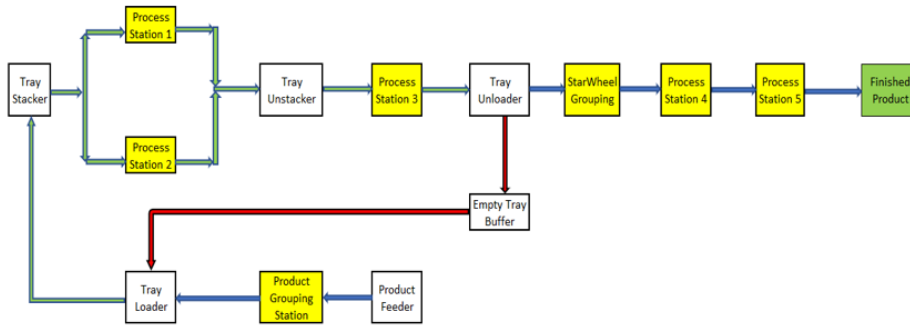 Process
Station 1
Tray
Stacker
Tray
Unstacker
Process
Station 3
Tray
Unloader
StarWheel
Grouping
Process
Station 4
Process
Station 5
Finished
Product
Process
Station 2
Empty Tray
Buffer
Tray
Loader
Product
Grouping
Station
Product
Feeder